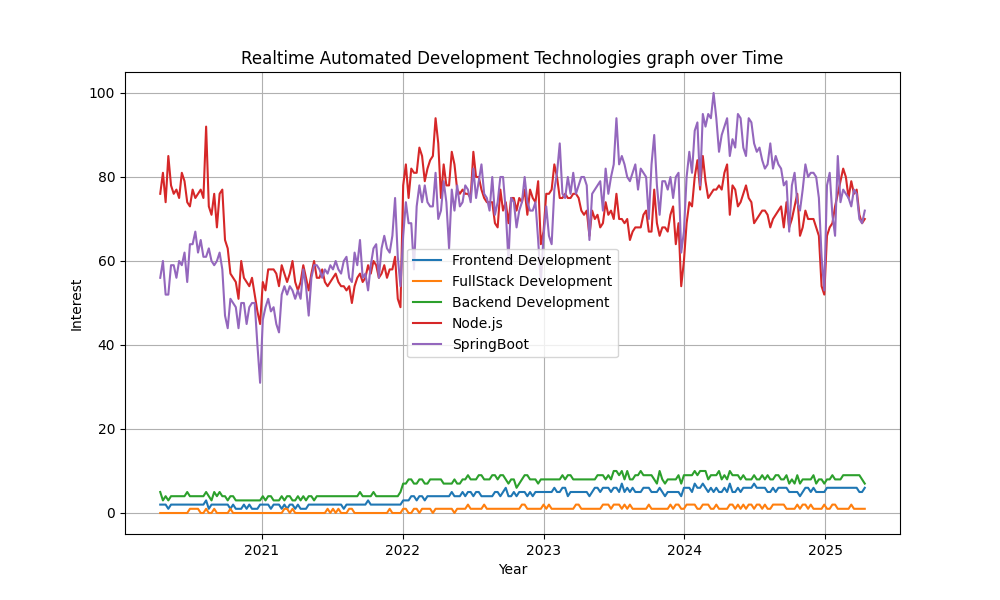 Realtime Automated Development Technologies graph over Time
100
80
60
40
20
0
Interest
Frontend Development
FullStack Development
Backend Development
Node.js
SpringBoot
2021
2022
2023
2024
2025
Year